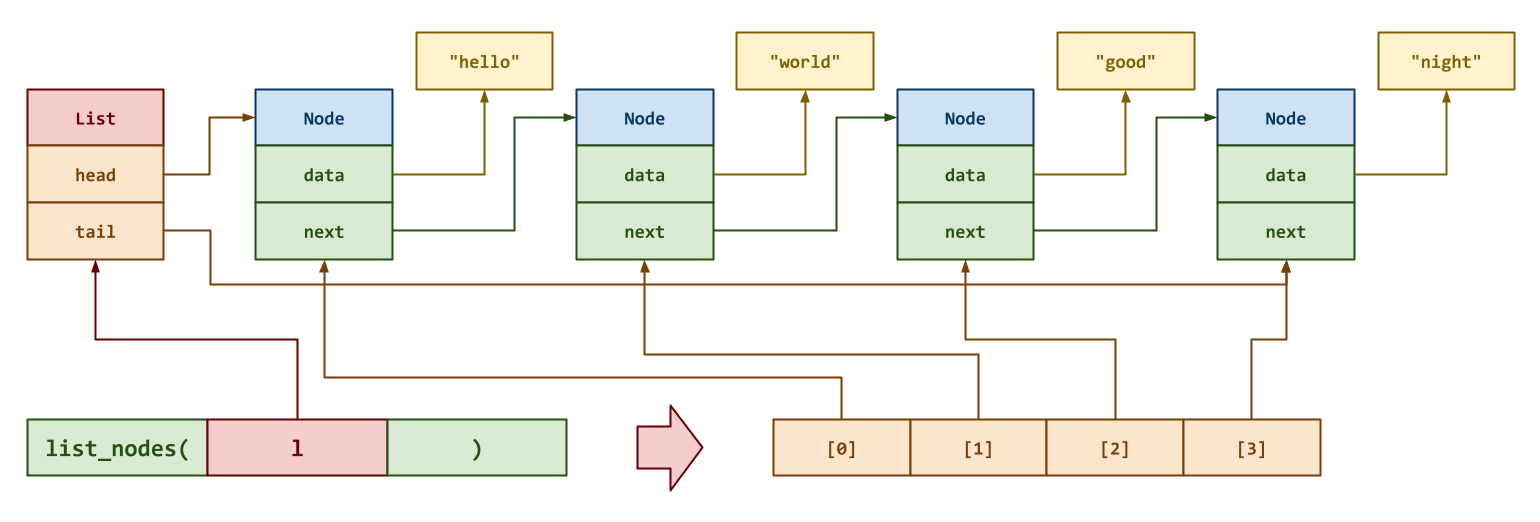 "hello" "world" "good" "night"
List Node Node Node Node
head data data data data
tail next next next next
list_nodes( l ) [0] [1] [2] [3]